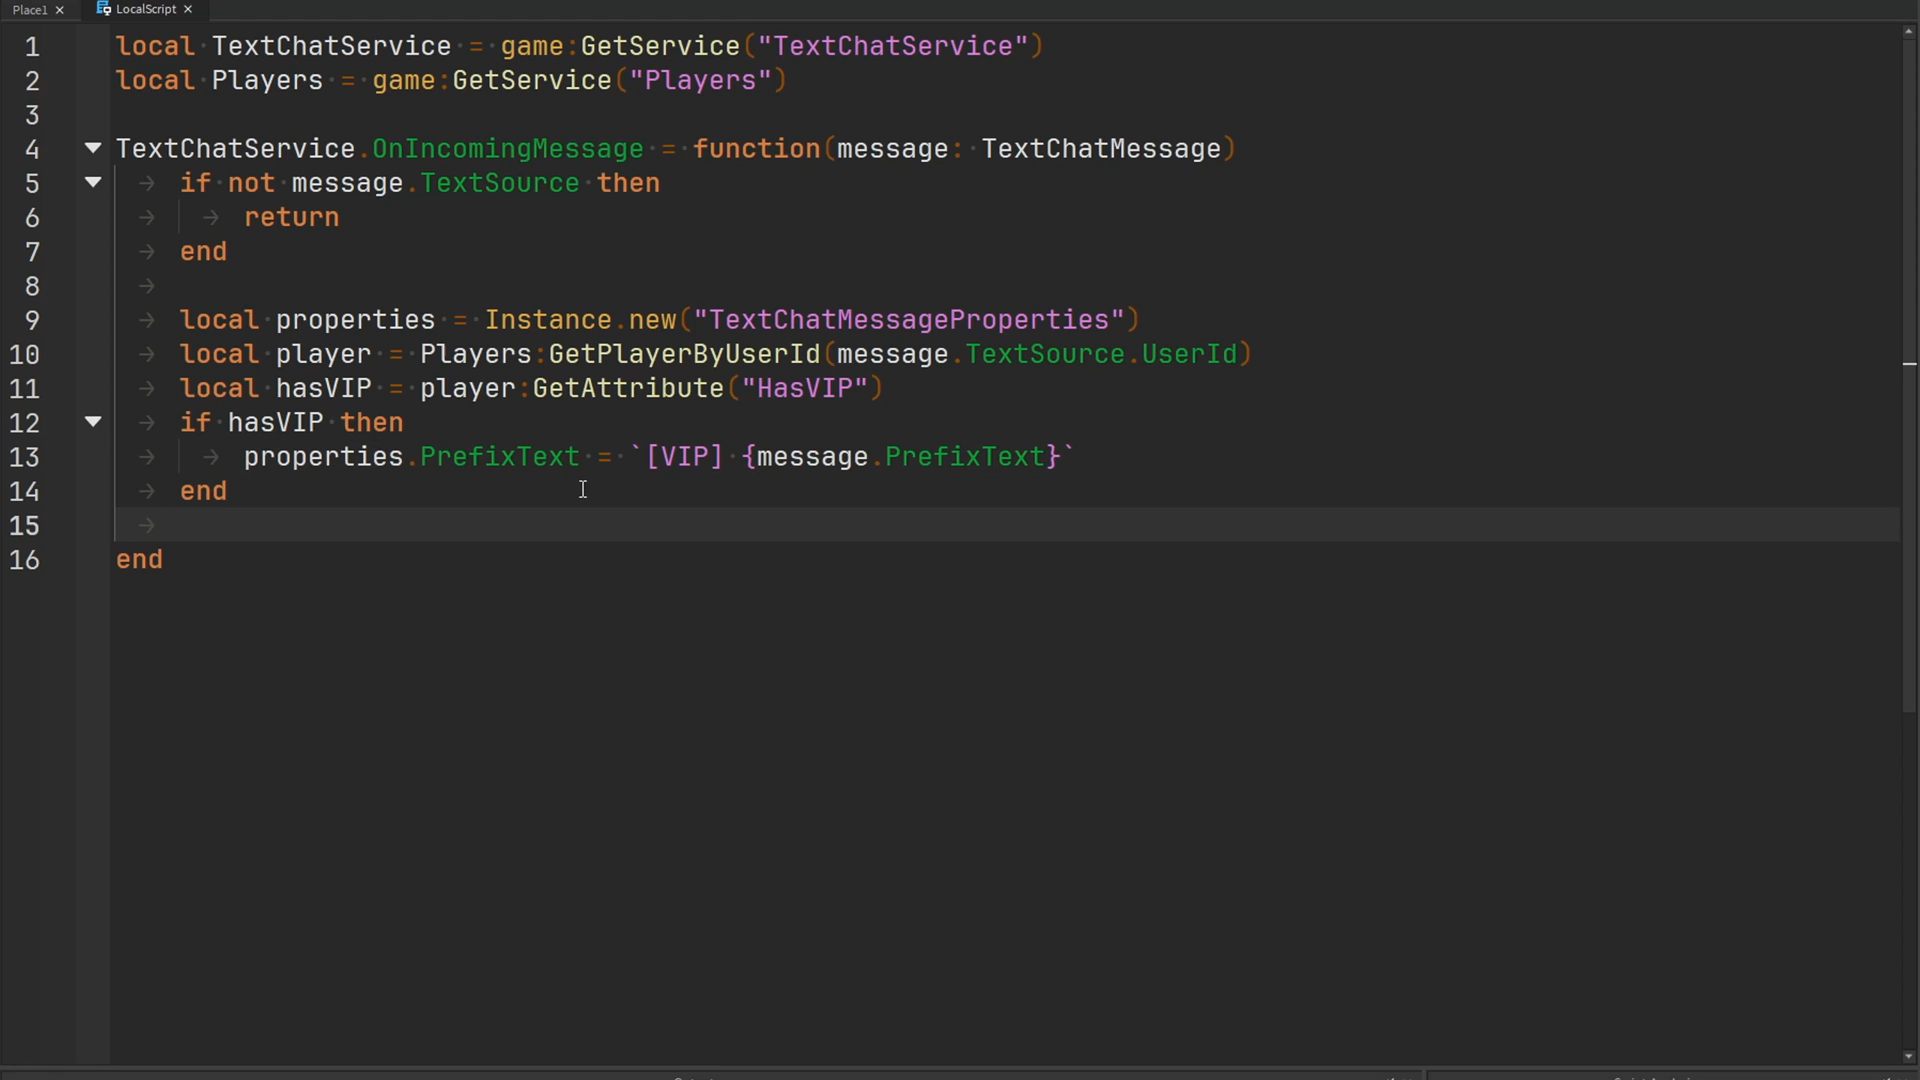 Place1 × LocalScript ×
1 local TextChatService = game:GetService("TextChatService")
2 local Players = game:GetService("Players")
3
4 TextChatService.OnIncomingMessage = function(message: TextChatMessage)
5 if not message.TextSource then
6 return
7 end
8
9 local properties = Instance.new("TextChatMessageProperties")
10 local player = Players:GetPlayerByUserId(message.TextSource.UserId)
11 local hasVIP = player:GetAttribute("HasVIP")
12 if hasVIP then
13 properties.PrefixText = `[VIP] {message.PrefixText}`
14 end
15
16 end